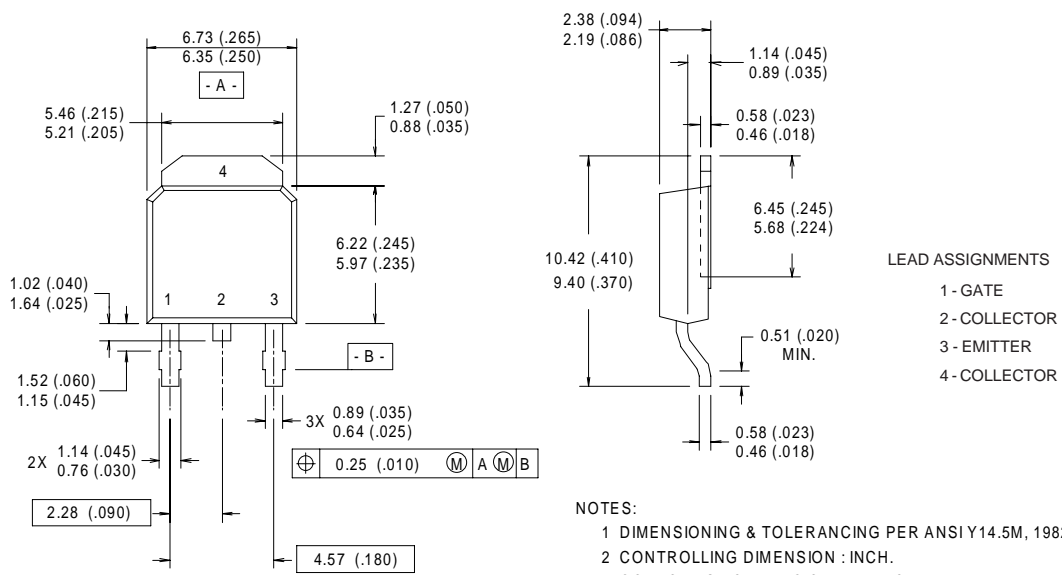 6.73 (.265)
6.35 (.250)
- A -
5.46 (.215)
5.21 (.205)
1.27 (.050)
0.88 (.035)
4
6.22 (.245)
5.97 (.235)
1.02 (.040)
1.64 (.025)
1 2 3
- B -
1.52 (.060)
1.15 (.045)
3X 0.89 (.035)
0.64 (.025)
2X 1.14 (.045)
0.76 (.030)
⌖ 0.25 (.010) Ⓜ A Ⓜ B
2.28 (.090)
4.57 (.180)
2.38 (.094)
2.19 (.086)
1.14 (.045)
0.89 (.035)
0.58 (.023)
0.46 (.018)
6.45 (.245)
5.68 (.224)
10.42 (.410)
9.40 (.370)
0.51 (.020)
MIN.
0.58 (.023)
0.46 (.018)
LEAD ASSIGNMENTS
1 - GATE
2 - COLLECTOR
3 - EMITTER
4 - COLLECTOR
NOTES:
1 DIMENSIONING & TOLERANCING PER ANSI Y14.5M, 198
2 CONTROLLING DIMENSION : INCH.